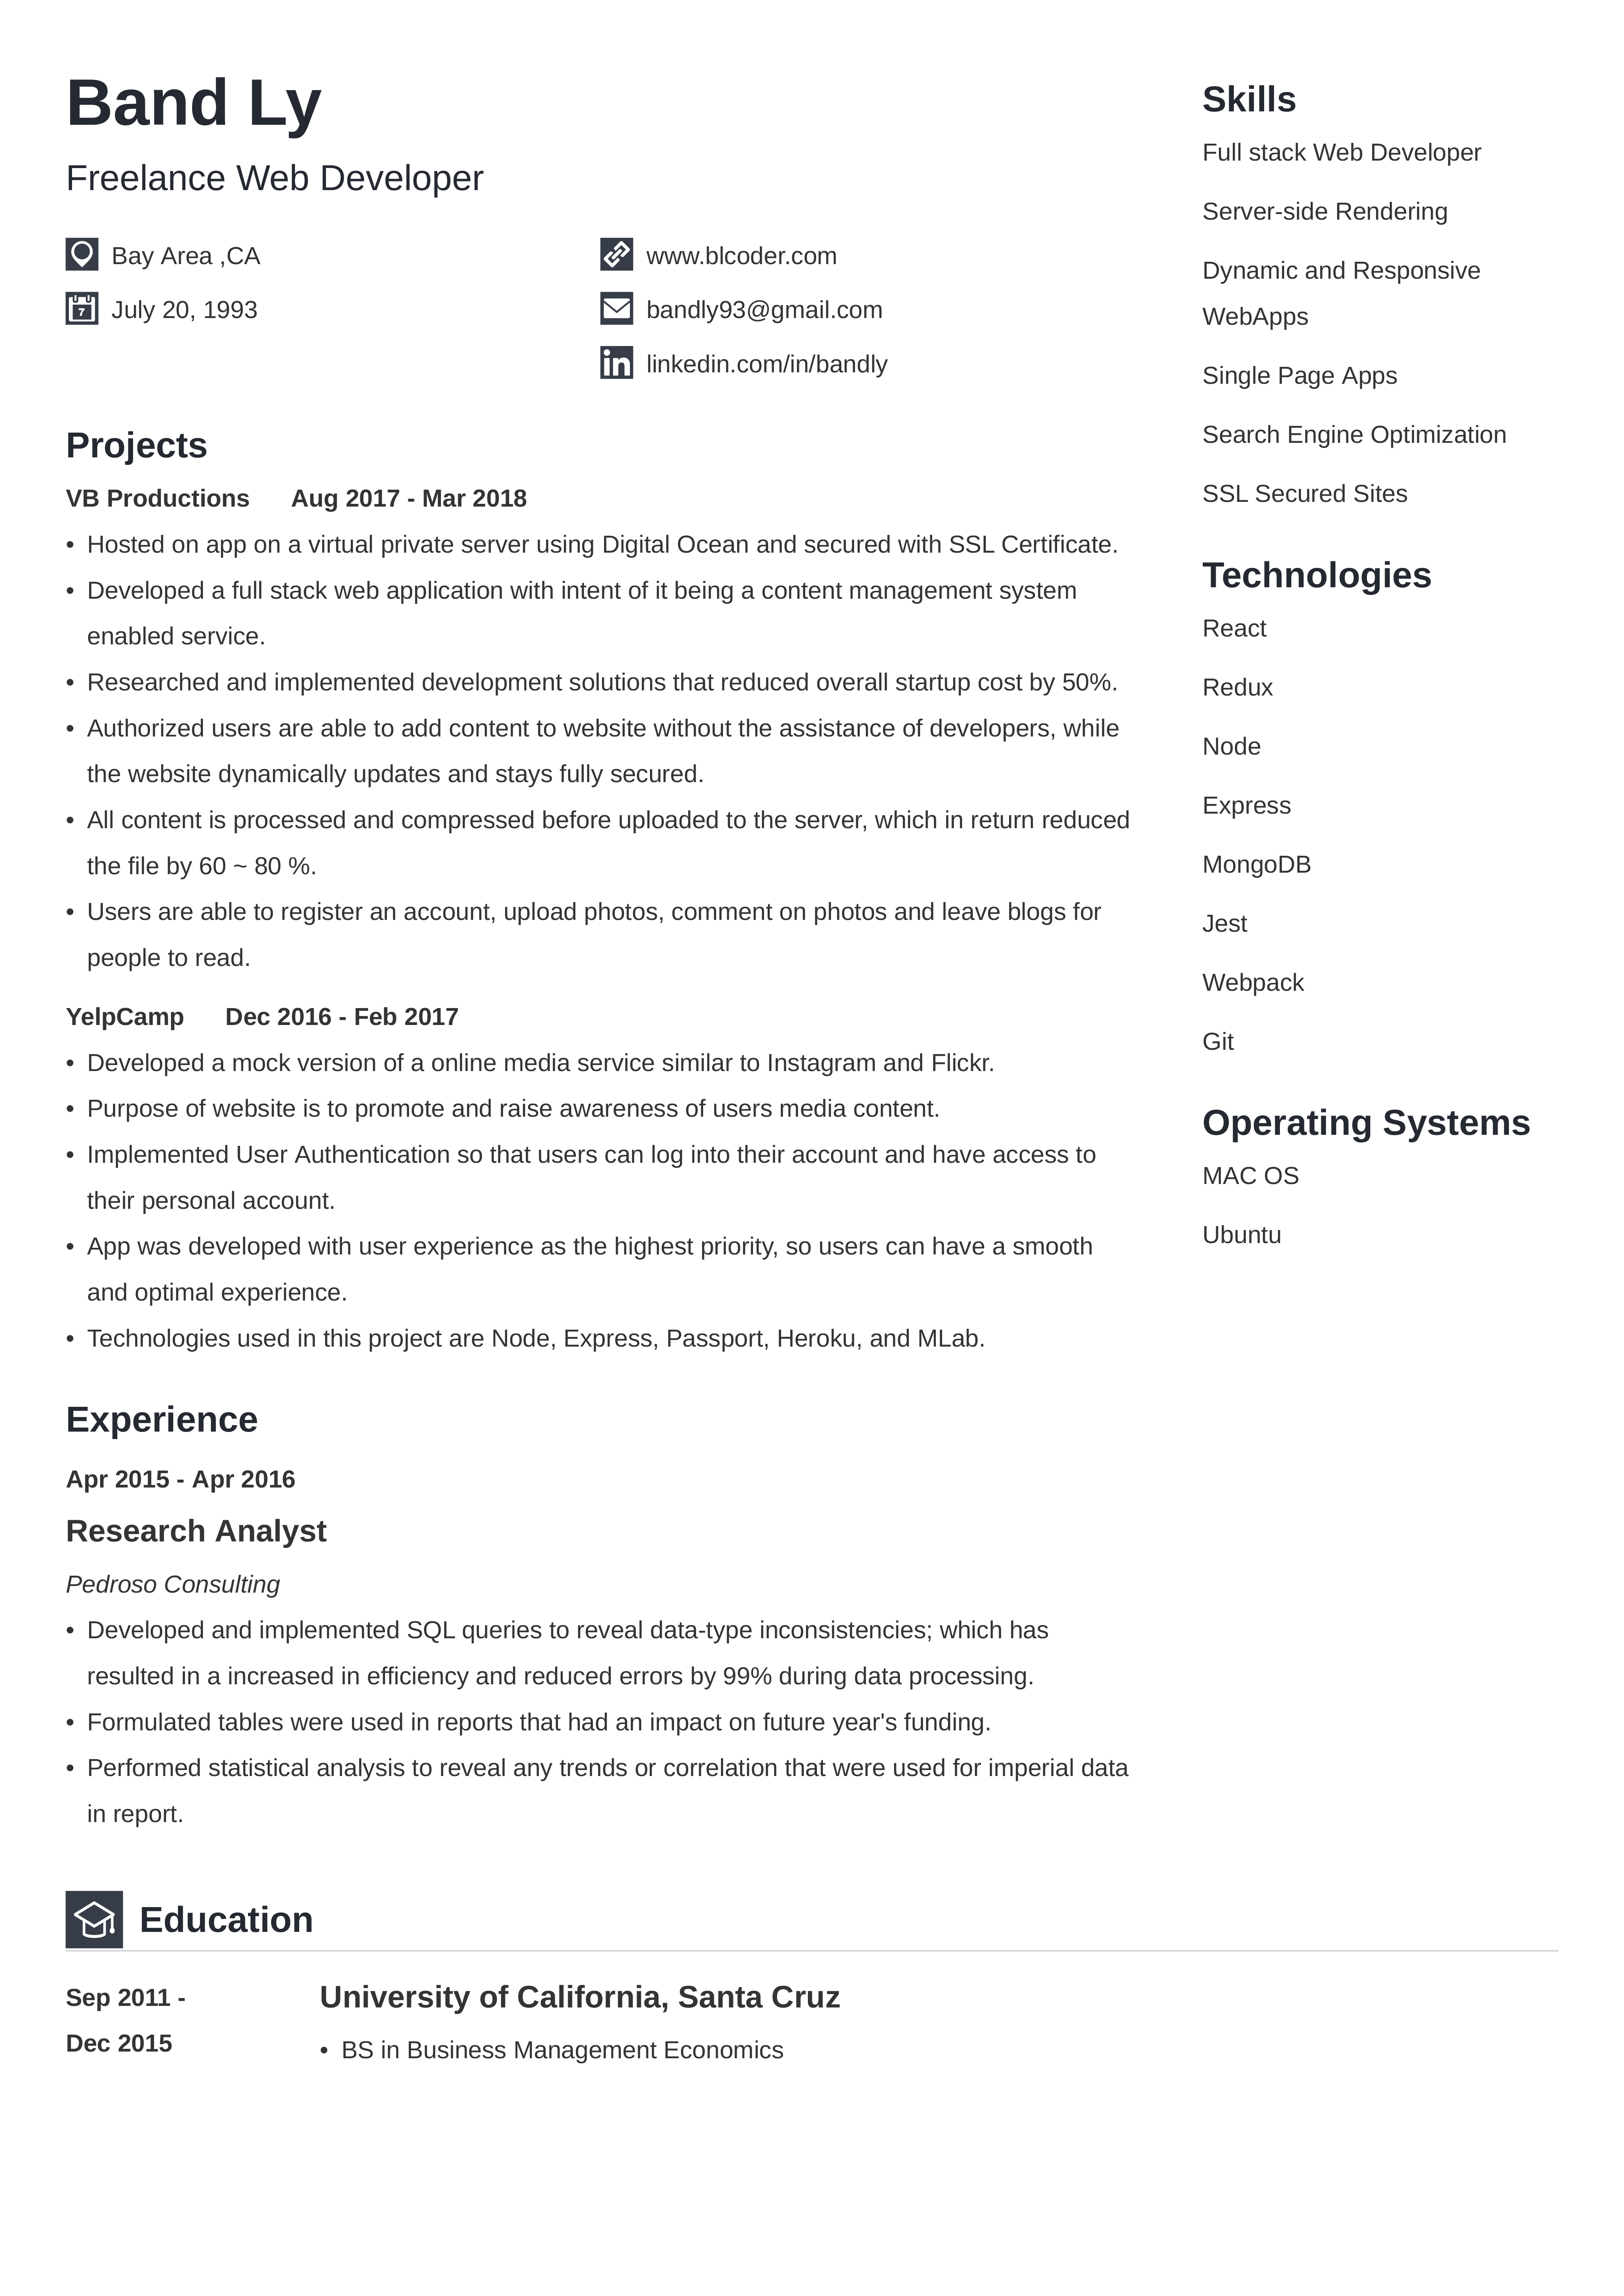 Band Ly
Freelance Web Developer
Bay Area ,CA
July 20, 1993
www.blcoder.com
bandly93@gmail.com
linkedin.com/in/bandly
Projects
VB Productions Aug 2017 - Mar 2018
• Hosted on app on a virtual private server using Digital Ocean and secured with SSL Certificate.
• Developed a full stack web application with intent of it being a content management system
enabled service.
• Researched and implemented development solutions that reduced overall startup cost by 50%.
• Authorized users are able to add content to website without the assistance of developers, while
the website dynamically updates and stays fully secured.
• All content is processed and compressed before uploaded to the server, which in return reduced
the file by 60 ~ 80 %.
• Users are able to register an account, upload photos, comment on photos and leave blogs for
people to read.
YelpCamp Dec 2016 - Feb 2017
• Developed a mock version of a online media service similar to Instagram and Flickr.
• Purpose of website is to promote and raise awareness of users media content.
• Implemented User Authentication so that users can log into their account and have access to
their personal account.
• App was developed with user experience as the highest priority, so users can have a smooth
and optimal experience.
• Technologies used in this project are Node, Express, Passport, Heroku, and MLab.
Experience
Apr 2015 - Apr 2016
Research Analyst
Pedroso Consulting
• Developed and implemented SQL queries to reveal data-type inconsistencies; which has
resulted in a increased in efficiency and reduced errors by 99% during data processing.
• Formulated tables were used in reports that had an impact on future year's funding.
• Performed statistical analysis to reveal any trends or correlation that were used for imperial data
in report.
Skills
Full stack Web Developer
Server-side Rendering
Dynamic and Responsive
WebApps
Single Page Apps
Search Engine Optimization
SSL Secured Sites
Technologies
React
Redux
Node
Express
MongoDB
Jest
Webpack
Git
Operating Systems
MAC OS
Ubuntu
Education
Sep 2011 -
Dec 2015
University of California, Santa Cruz
• BS in Business Management Economics